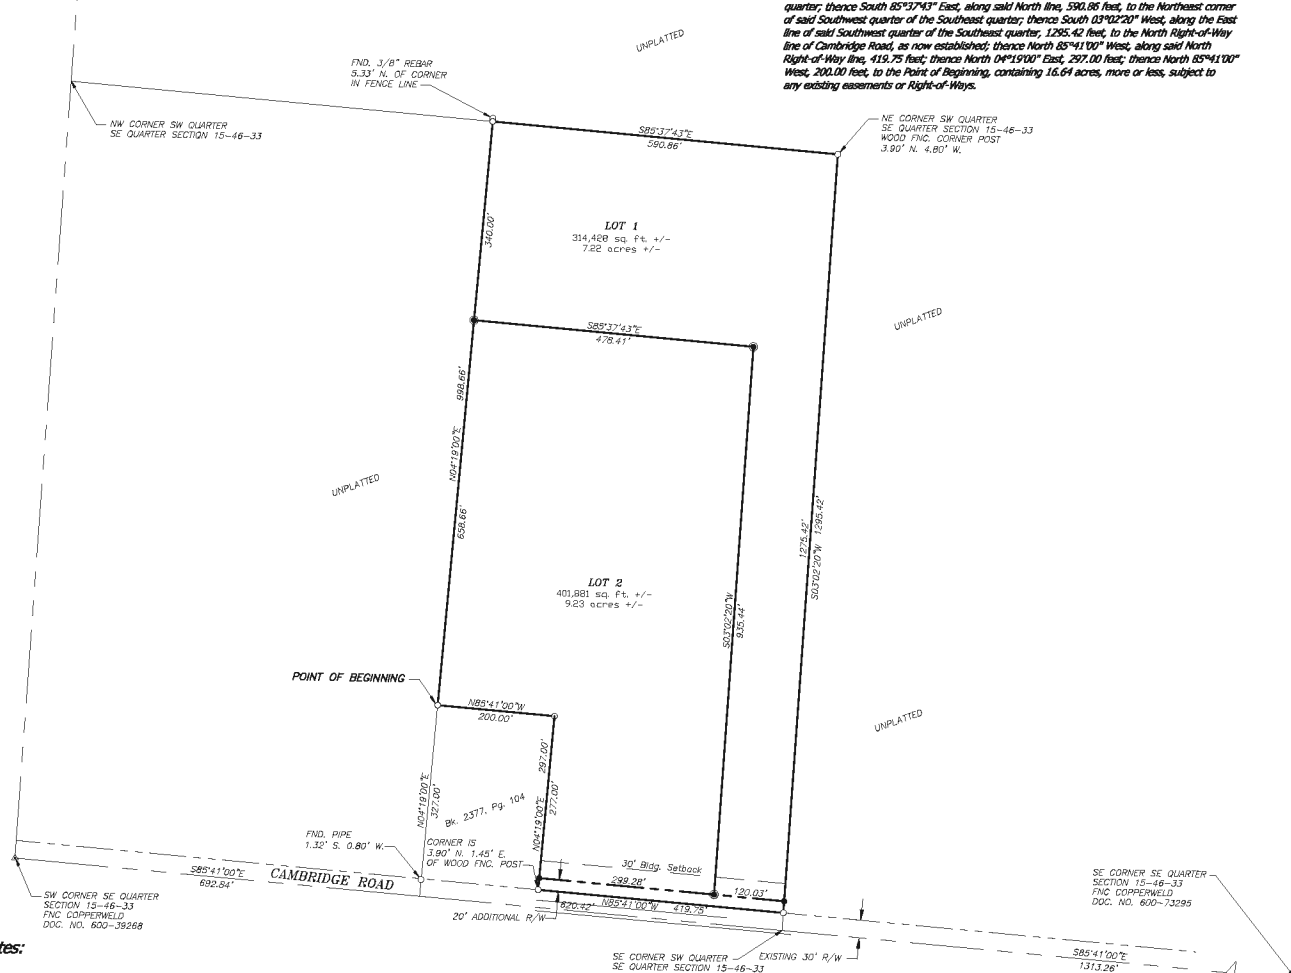 quarter; thence South 85°37'43" East, along said North line, 590.86 feet, to the Northeast corner
of said Southwest quarter of the Southeast quarter; thence South 03°02'20" West, along the East
line of said Southwest quarter of the Southeast quarter, 1295.42 feet, to the North Right-of-Way
line of Cambridge Road, as now established; thence North 85°41'00" West, along said North
Right-of-Way line, 419.75 feet; thence North 04°19'00" East, 297.00 feet; thence North 85°41'00"
West, 200.00 feet, to the Point of Beginning, containing 16.64 acres, more or less, subject to
any existing easements or Right-of-Ways.
UNPLATTED
FND. 3/8" REBAR
5.33' N. OF CORNER
IN FENCE LINE
NW CORNER SW QUARTER
SE QUARTER SECTION 15-46-33
S85°37'43"E
590.86'
NE CORNER SW QUARTER
SE QUARTER SECTION 15-46-33
WOOD FNC. CORNER POST
3.90' N. 4.80' W.
340.00'
LOT 1
314,428 sq. ft. +/-
7.22 acres +/-
UNPLATTED
S85°37'43"E
478.41'
998.66'
N04°19'00"E
658.66'
UNPLATTED
1275.42'
S03°02'20"W 1295.42'
LOT 2
401,881 sq. ft. +/-
9.23 acres +/-
S03°02'20"W
935.44'
POINT OF BEGINNING
N85°41'00"W
200.00'
UNPLATTED
N04°19'00"E
327.00'
Bk. 2377, Pg. 104
297.00'
277.00'
N04°19'00"E
FND. PIPE
1.32' S. 0.80' W.
CORNER IS
3.90' N. 1.45' E.
OF WOOD FNC. POST
30' Bldg. Setback
299.28'
120.03'
S85°41'00"E
692.84'
CAMBRIDGE ROAD
620.42'
N85°41'00"W 419.75'
20' ADDITIONAL R/W
SW CORNER SE QUARTER
SECTION 15-46-33
FNC COPPERWELD
DOC. NO. 600-39268
SE CORNER SE QUARTER
SECTION 15-46-33
FNC COPPERWELD
DOC. NO. 600-73295
SE CORNER SW QUARTER
SE QUARTER SECTION 15-46-33
EXISTING 30' R/W
S85°41'00"E
1313.26'
tes: